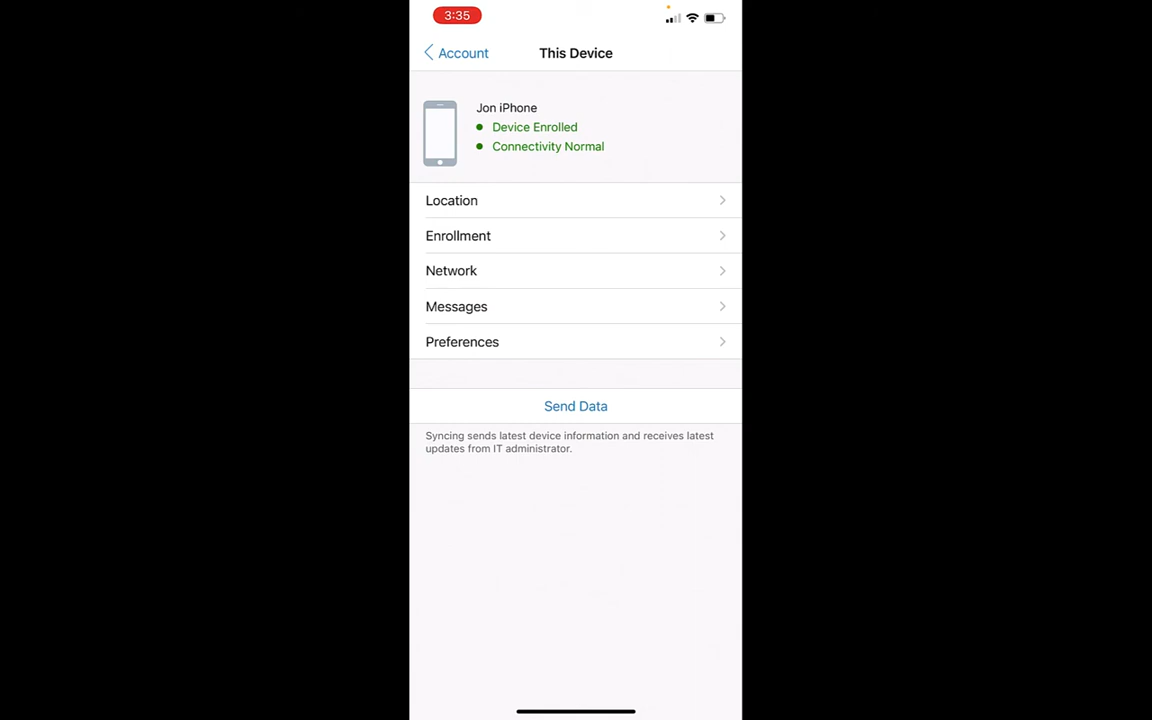 3:35
Account
This Device
Jon iPhone
Device Enrolled
Connectivity Normal
Location
Enrollment
Network
Messages
Preferences
Send Data
Syncing sends latest device information and receives latest
updates from IT administrator.